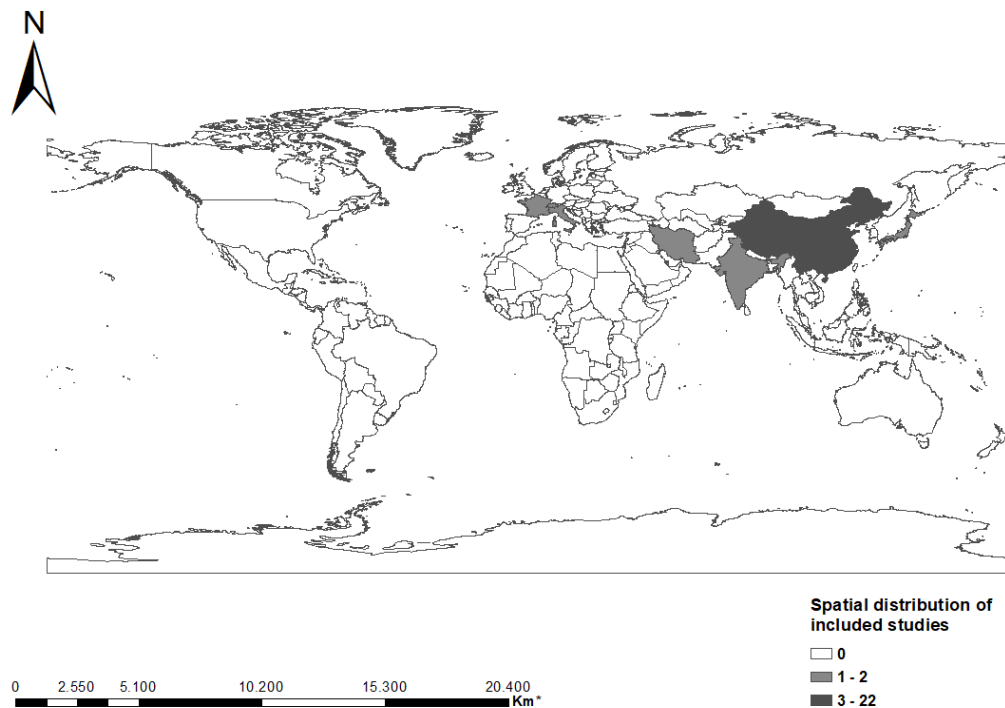 N
Spatial distribution of
included studies
0
1 - 2
3 - 22
0 2.550 5.100 10.200 15.300 20.400
Km*